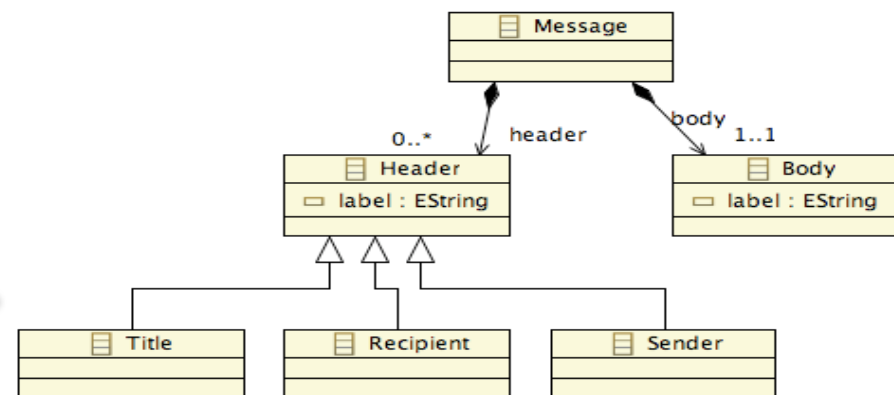 Message
body
0..* header 1..1
Header Body
label : EString label : EString
Title Recipient Sender